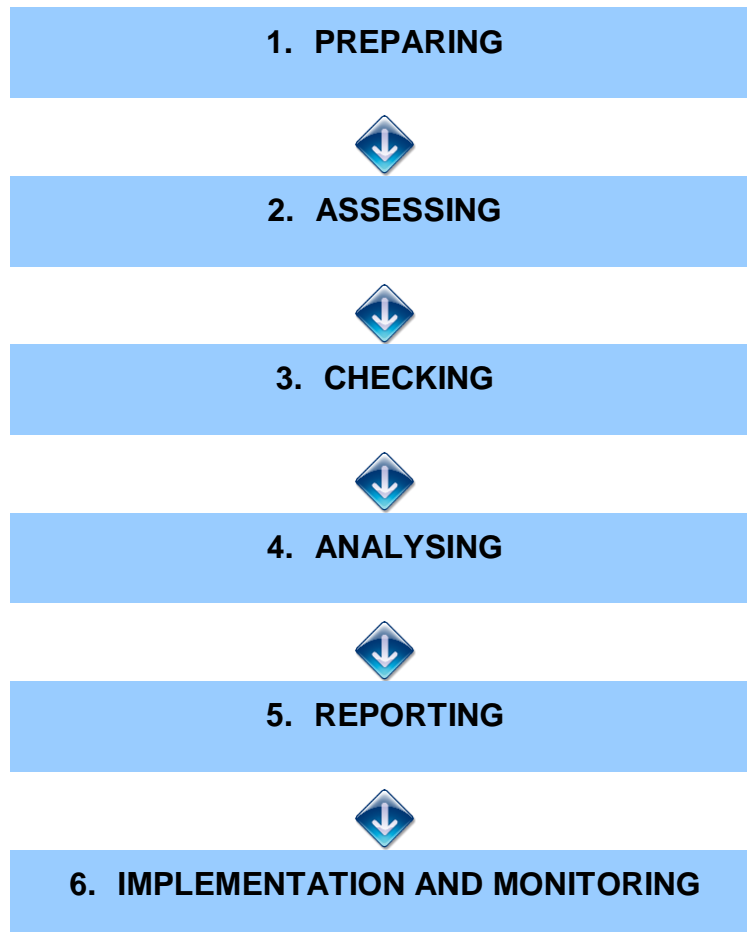 1. PREPARING
2. ASSESSING
3. CHECKING
4. ANALYSING
5. REPORTING
6. IMPLEMENTATION AND MONITORING